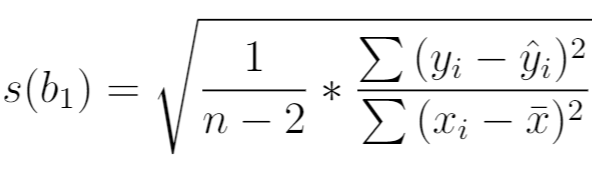 s(b₁) = √(1/(n − 2) * ∑(yᵢ − ŷᵢ)²/∑(xᵢ − x̄)²)